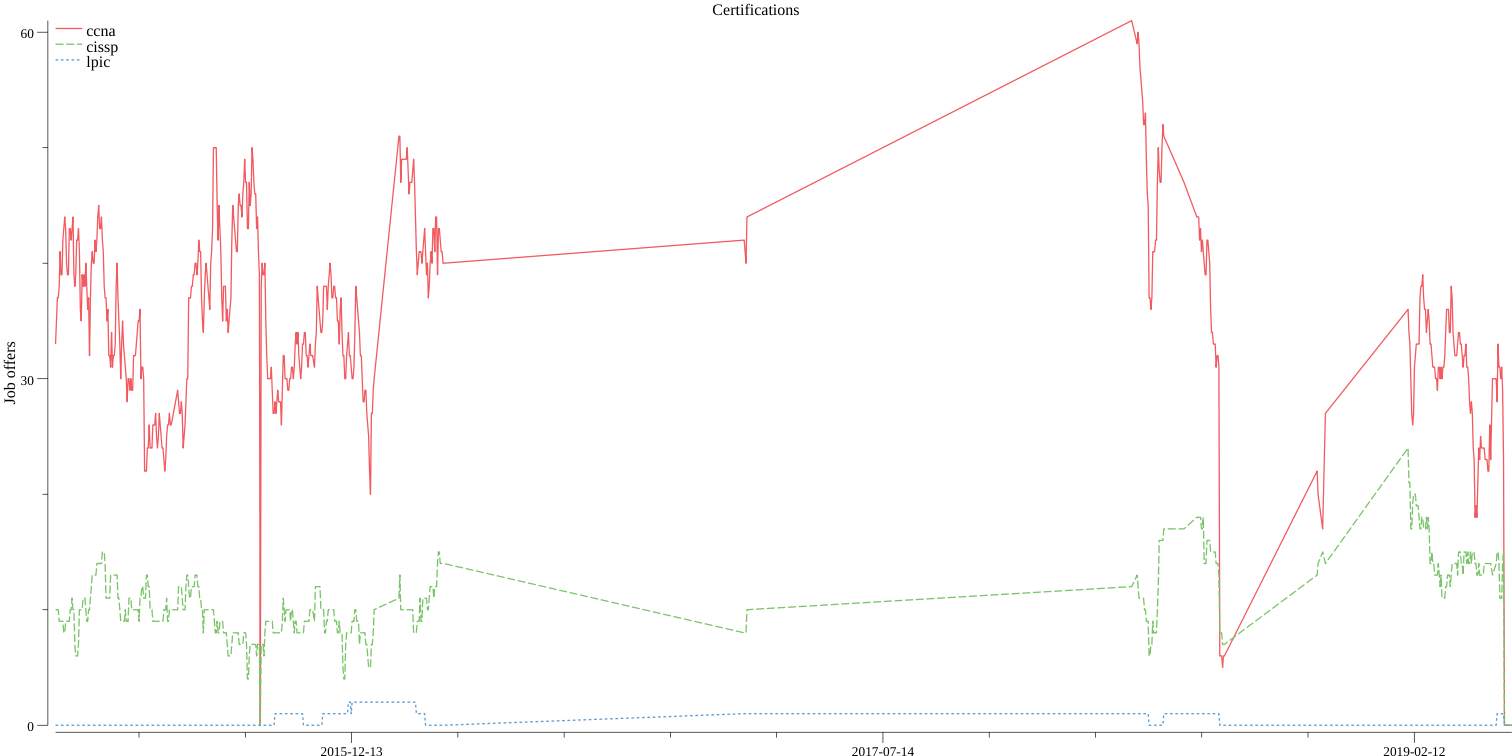 Certifications
60
ccna
cissp
lpic
Job offers
30
0
2015-12-13
2017-07-14
2019-02-12